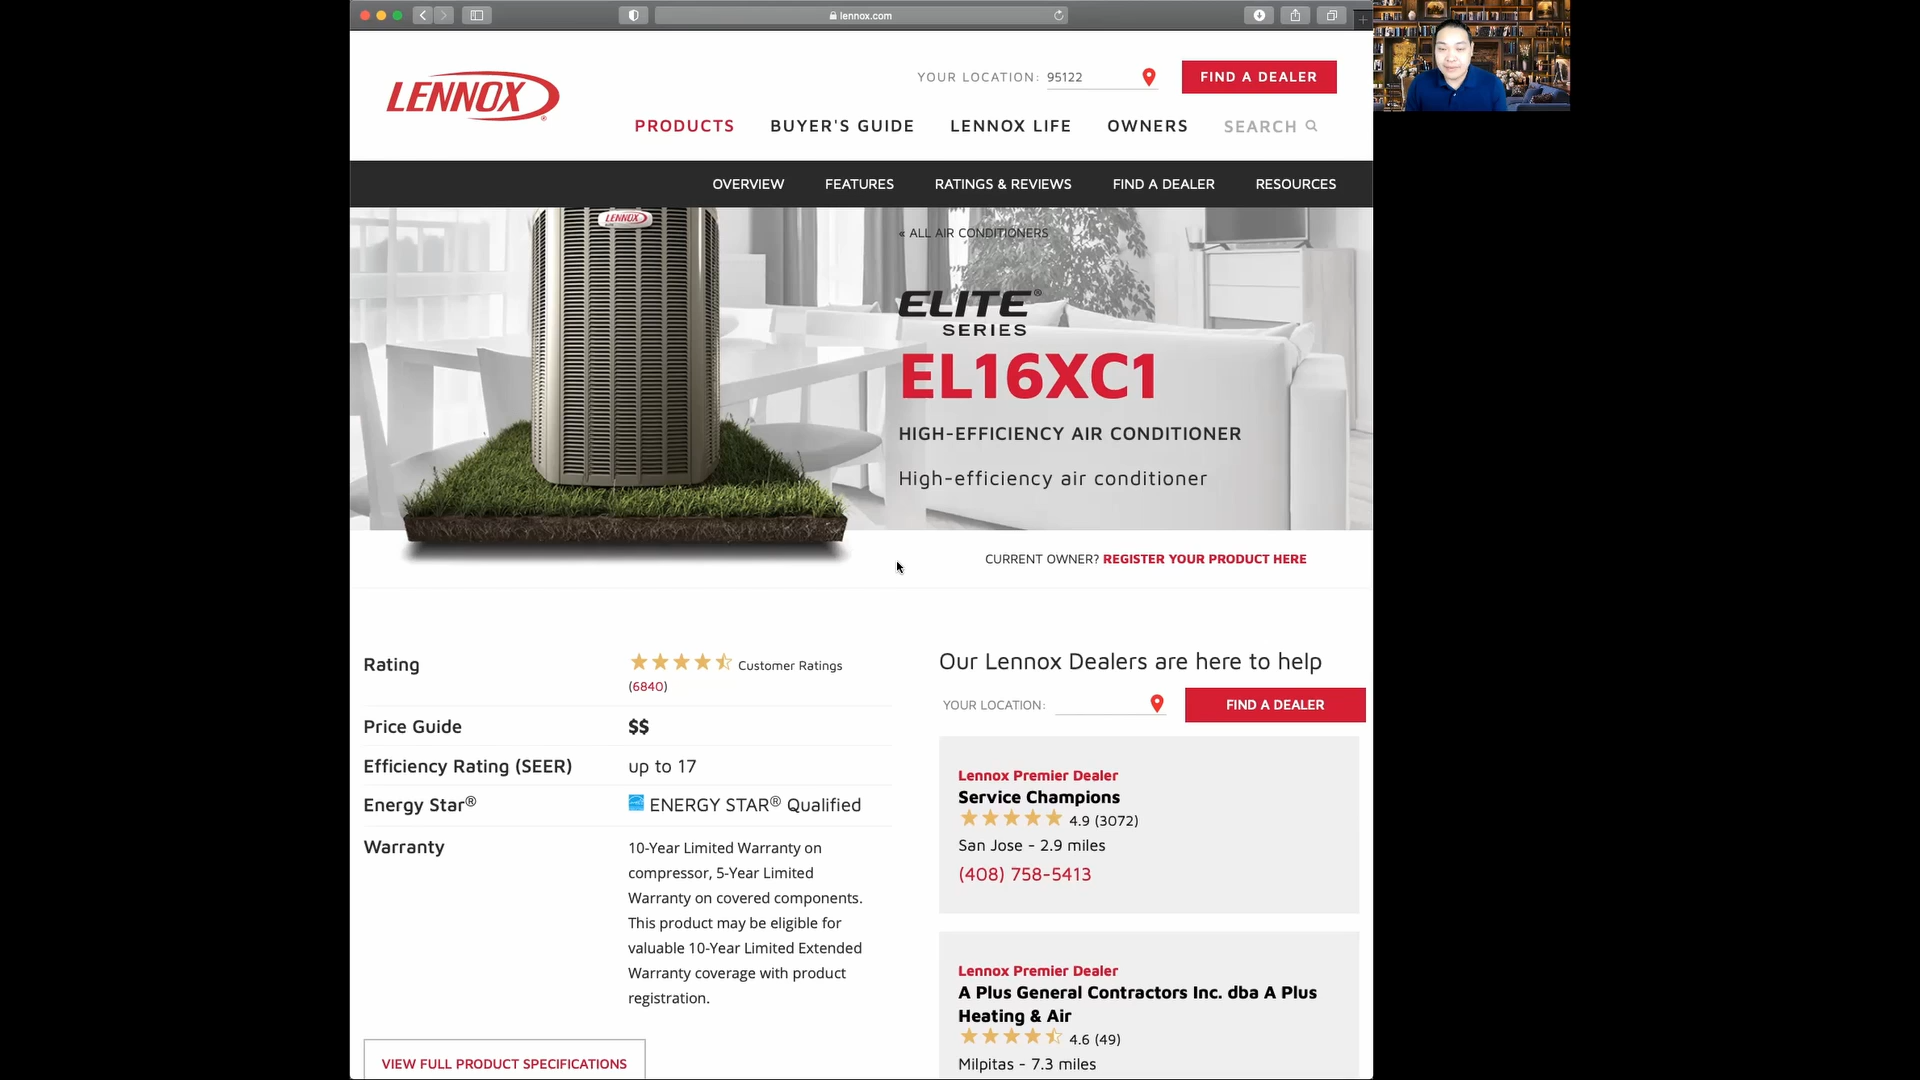 lennox.com
LENNOX
YOUR LOCATION: 95122
FIND A DEALER
PRODUCTS BUYER'S GUIDE LENNOX LIFE OWNERS SEARCH
OVERVIEW FEATURES RATINGS & REVIEWS FIND A DEALER RESOURCES
LENNOX
« ALL AIR CONDITIONERS
ELITE®
SERIES
EL16XC1
HIGH-EFFICIENCY AIR CONDITIONER
High-efficiency air conditioner
CURRENT OWNER? REGISTER YOUR PRODUCT HERE
Rating
Customer Ratings
(6840)
Price Guide $$
Efficiency Rating (SEER) up to 17
Energy Star® ENERGY STAR® Qualified
Warranty
10-Year Limited Warranty on
compressor, 5-Year Limited
Warranty on covered components.
This product may be eligible for
valuable 10-Year Limited Extended
Warranty coverage with product
registration.
VIEW FULL PRODUCT SPECIFICATIONS
Our Lennox Dealers are here to help
YOUR LOCATION:
FIND A DEALER
Lennox Premier Dealer
Service Champions
4.9 (3072)
San Jose - 2.9 miles
(408) 758-5413
Lennox Premier Dealer
A Plus General Contractors Inc. dba A Plus
Heating & Air
4.6 (49)
Milpitas - 7.3 miles